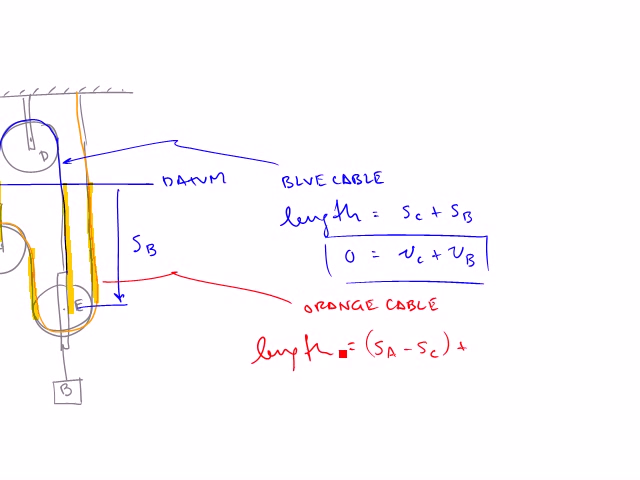 D
DATUM
BLUE CABLE
length = sc + sB
sB
0 = vc + vB
E
ORANGE CABLE
length = (sA - sc) +
B